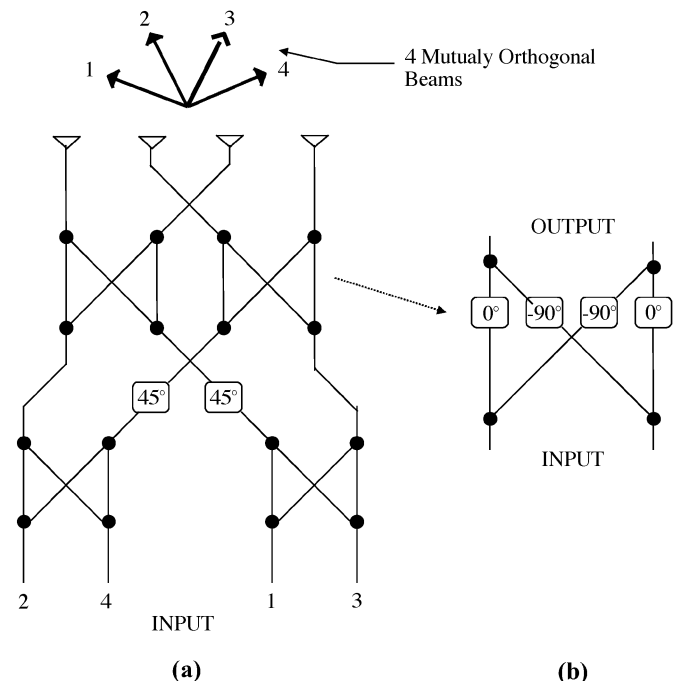 2 3
1 4
4 Mutualy Orthogonal
Beams
OUTPUT
0° -90° -90° 0°
45° 45°
INPUT
2 4 1 3
INPUT
(a) (b)